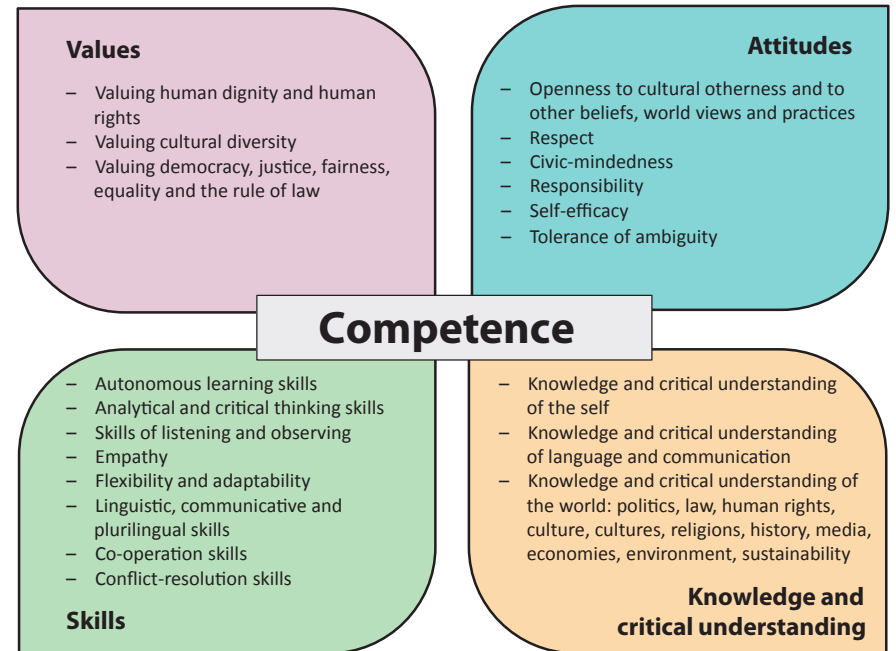 Values
– Valuing human dignity and human
rights
– Valuing cultural diversity
– Valuing democracy, justice, fairness,
equality and the rule of law
Attitudes
– Openness to cultural otherness and to
other beliefs, world views and practices
– Respect
– Civic-mindedness
– Responsibility
– Self-efficacy
– Tolerance of ambiguity
Competence
– Autonomous learning skills
– Analytical and critical thinking skills
– Skills of listening and observing
– Empathy
– Flexibility and adaptability
– Linguistic, communicative and
plurilingual skills
– Co-operation skills
– Conflict-resolution skills
Skills
– Knowledge and critical understanding
of the self
– Knowledge and critical understanding
of language and communication
– Knowledge and critical understanding of
the world: politics, law, human rights,
culture, cultures, religions, history, media,
economies, environment, sustainability
Knowledge and
critical understanding